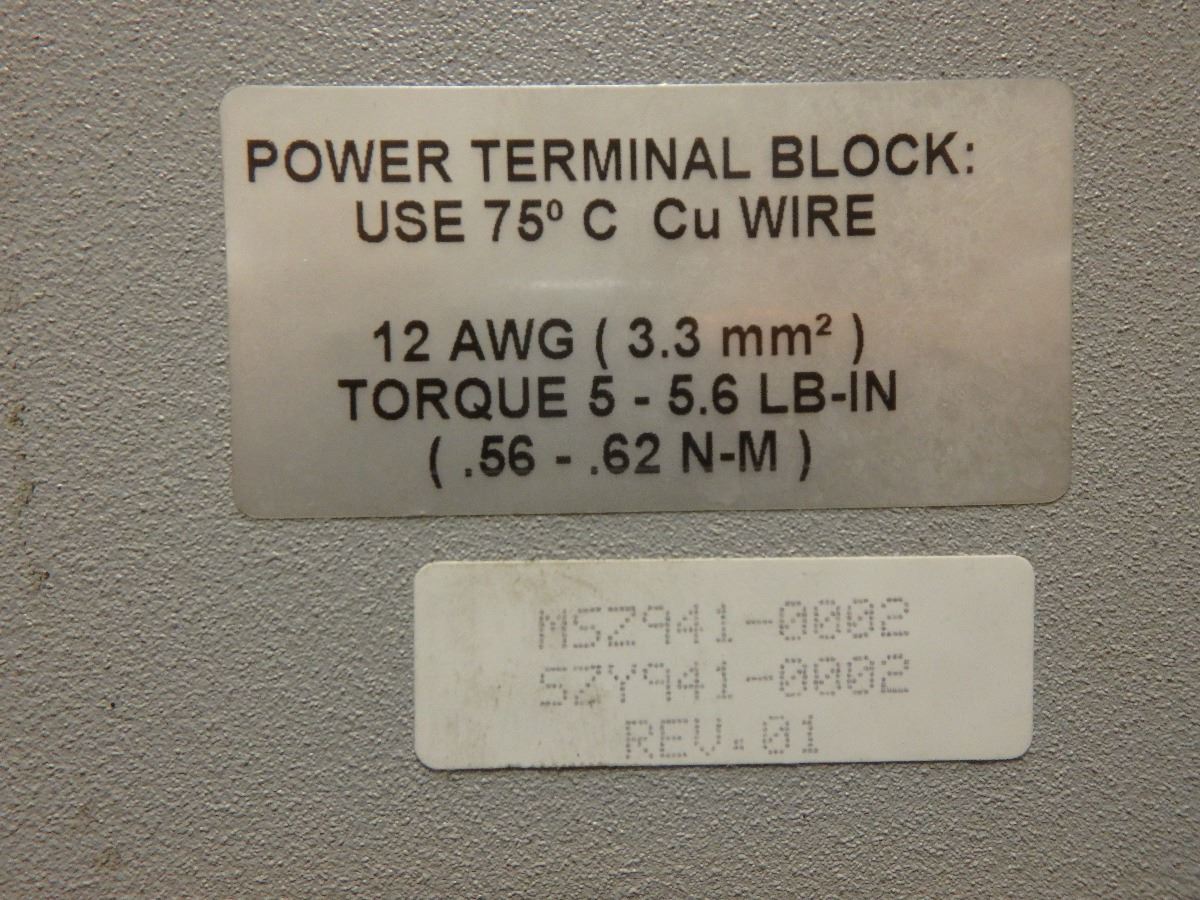 POWER TERMINAL BLOCK:
USE 75º C Cu WIRE
12 AWG ( 3.3 mm² )
TORQUE 5 - 5.6 LB-IN
( .56 - .62 N-M )
MSZ941-0002
SZY941-0002
REV.01